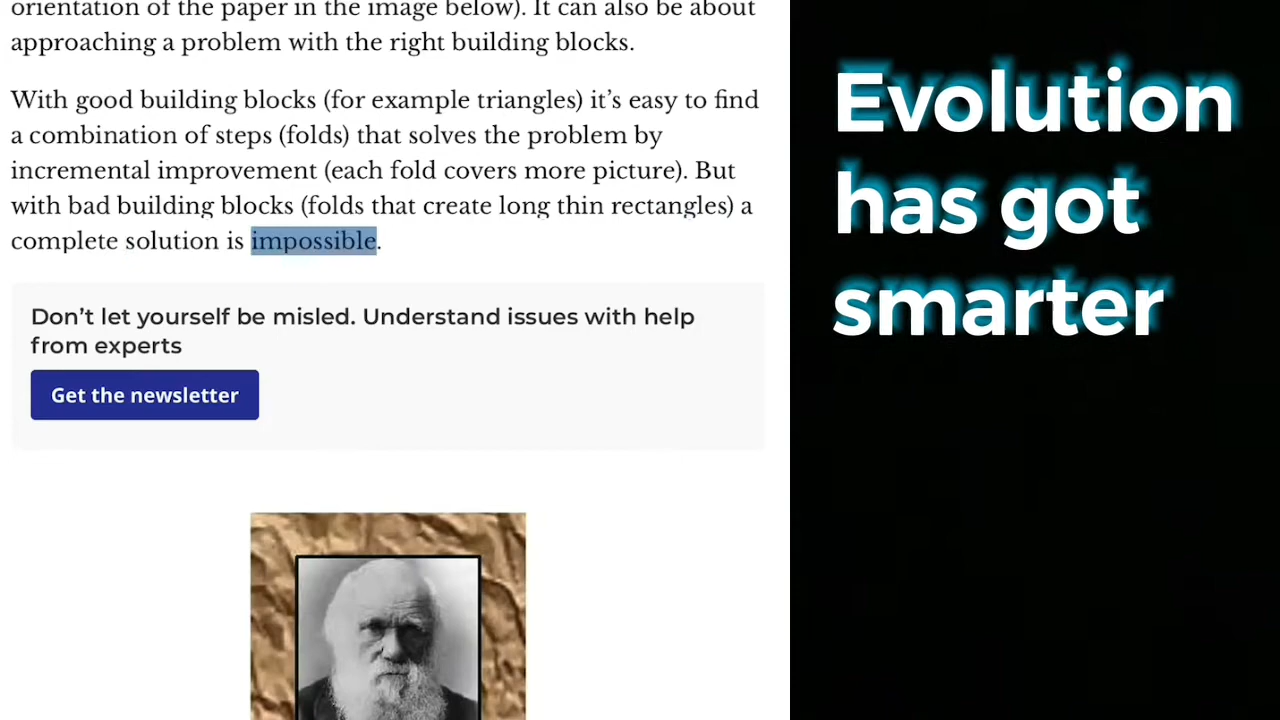 orientation of the paper in the image below). It can also be about
approaching a problem with the right building blocks.
With good building blocks (for example triangles) it’s easy to find
a combination of steps (folds) that solves the problem by
incremental improvement (each fold covers more picture). But
with bad building blocks (folds that create long thin rectangles) a
complete solution is impossible.
Don’t let yourself be misled. Understand issues with help
from experts
Get the newsletter
Evolution
has got
smarter